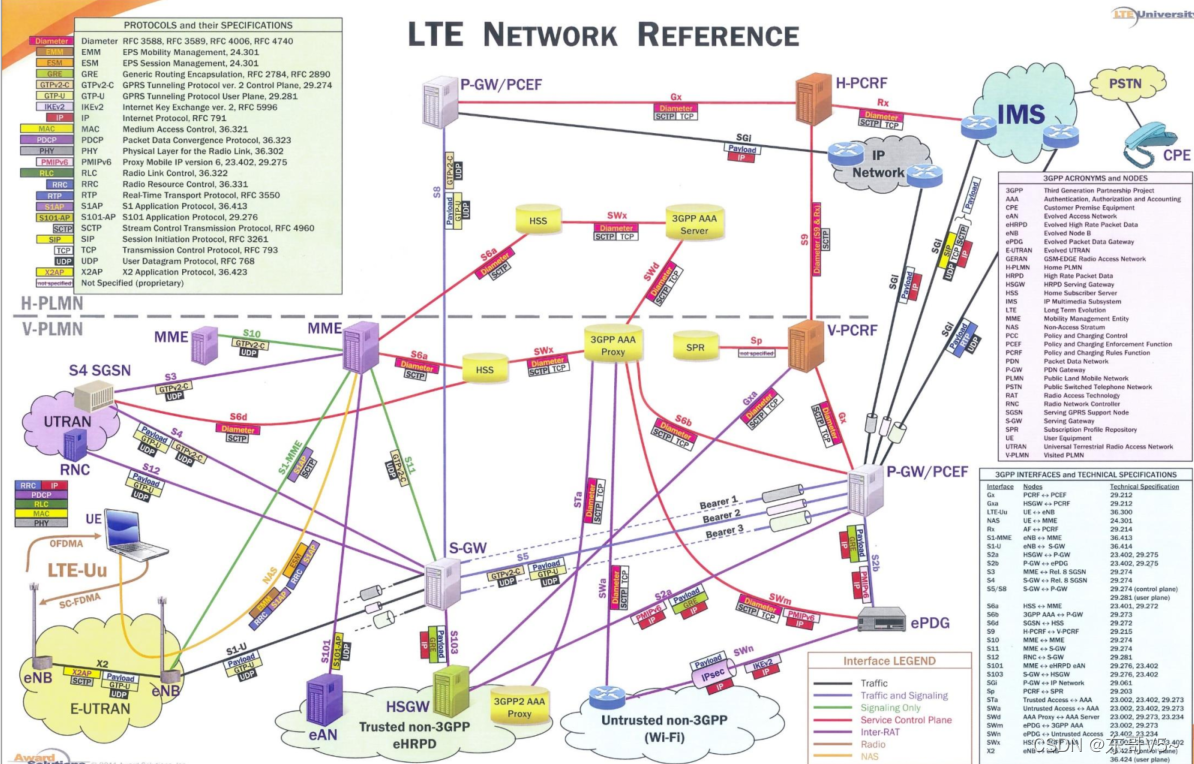 LTE University
LTE NETWORK REFERENCE
PROTOCOLS and their SPECIFICATIONS
Diameter Diameter RFC 3588, RFC 3589, RFC 4006, RFC 4740
EMM EMM EPS Mobility Management, 24.301
ESM ESM EPS Session Management, 24.301
GRE GRE Generic Routing Encapsulation, RFC 2784, RFC 2890
GTPv2-C GTPv2-C GPRS Tunneling Protocol ver. 2 Control Plane, 29.274
GTP-U GTP-U GPRS Tunneling Protocol User Plane, 29.281
IKEv2 IKEv2 Internet Key Exchange ver. 2, RFC 5996
IP IP Internet Protocol, RFC 791
MAC MAC Medium Access Control, 36.321
PDCP PDCP Packet Data Convergence Protocol, 36.323
PHY PHY Physical Layer for the Radio Link, 36.302
PMIPv6 PMIPv6 Proxy Mobile IP version 6, 23.402, 29.275
RLC RLC Radio Link Control, 36.322
RRC RRC Radio Resource Control, 36.331
RTP RTP Real-Time Transport Protocol, RFC 3550
S1AP S1AP S1 Application Protocol, 36.413
S101-AP S101-AP S101 Application Protocol, 29.276
SCTP SCTP Stream Control Transmission Protocol, RFC 4960
SIP SIP Session Initiation Protocol, RFC 3261
TCP TCP Transmission Control Protocol, RFC 793
UDP UDP User Datagram Protocol, RFC 768
X2AP X2AP X2 Application Protocol, 36.423
not-specified Not Specified (proprietary)
H-PLMN
V-PLMN
P-GW/PCEF
Gx
Diameter
SCTP TCP
H-PCRF
Rx
Diameter
SCTP TCP
IMS
PSTN
CPE
SGi
Payload
IP
IP
Network
S8
GTPv2-C
UDP
Payload
GTP-U
UDP
HSS
SWx
Diameter
SCTP TCP
3GPP AAA
Server
S9
Diameter (S9 & Rx)
SCTP
S6a
Diameter
SCTP
SWd
Diameter
SCTP TCP
SGi
Payload
IP
SGi
Payload
SIP
UDP TCP SCTP
IP
SGi
Payload
IP
3GPP ACRONYMS and NODES
3GPP Third Generation Partnership Project
AAA Authentication, Authorization and Accounting
CPE Customer Premise Equipment
eAN Evolved Access Network
eHRPD Evolved High Rate Packet Data
eNB Evolved Node B
ePDG Evolved Packet Data Gateway
E-UTRAN Evolved UTRAN
GERAN GSM-EDGE Radio Access Network
H-PLMN Home PLMN
HRPD High Rate Packet Data
HSGW HRPD Serving Gateway
HSS Home Subscriber Server
IMS IP Multimedia Subsystem
LTE Long Term Evolution
MME Mobility Management Entity
NAS Non-Access Stratum
PCC Policy and Charging Control
PCEF Policy and Charging Enforcement Function
PCRF Policy and Charging Rules Function
PDN Packet Data Network
P-GW PDN Gateway
PLMN Public Land Mobile Network
PSTN Public Switched Telephone Network
RAT Radio Access Technology
RNC Radio Network Controller
SGSN Serving GPRS Support Node
S-GW Serving Gateway
SPR Subscription Profile Repository
UE User Equipment
UTRAN Universal Terrestrial Radio Access Network
V-PLMN Visited PLMN
MME
S10
GTPv2-C
UDP
MME
S6a
Diameter
SCTP
HSS
SWx
Diameter
SCTP TCP
3GPP AAA
Proxy
SPR
Sp
not-specified
V-PCRF
S4 SGSN
S3
GTPv2-C
UDP
UTRAN
RNC
S6d
Diameter
SCTP
S4
Payload
GTP-U
UDP
GTPv2-C
UDP
S12
Payload
GTP-U
UDP
S1-MME
S1AP
SCTP
S11
GTPv2-C
UDP
Gxa
Diameter
SCTP TCP
Gx
Diameter
SCTP TCP
S6b
Diameter
SCTP TCP
P-GW/PCEF
RRC IP
PDCP
RLC
MAC
PHY
UE
OFDMA
LTE-Uu
SC-FDMA
NAS
S-GW
Bearer 1
Bearer 2
Bearer 3
S5
GTPv2-C
UDP
Payload
GTP-U
UDP
STa
Diameter
SCTP TCP
SWa
Diameter
SCTP TCP
S2a
PMIPv6
IP
Payload
GRE
IP
S2b
Payload
GRE
IP
PMIPv6
IP
SWm
Diameter
SCTP TCP
PMIPv6
IP
ePDG
SWn
Payload
IPsec
IP
IKEv2
IP
eNB
X2
X2AP
SCTP
Payload
GTP-U
UDP
eNB
E-UTRAN
S1-U
Payload
GTP-U
UDP
S101
S101-AP
UDP
S103
Payload
GRE
IP
eAN
HSGW
Trusted non-3GPP
eHRPD
3GPP2 AAA
Proxy
Untrusted non-3GPP
(Wi-Fi)
Interface LEGEND
Traffic
Traffic and Signaling
Signaling Only
Service Control Plane
Inter-RAT
Radio
NAS
3GPP INTERFACES and TECHNICAL SPECIFICATIONS
Interface Nodes Technical Specification
Gx PCRF ↔ PCEF 29.212
Gxa HSGW ↔ PCRF 29.212
LTE-Uu UE ↔ eNB 36.300
NAS UE ↔ MME 24.301
Rx AF ↔ PCRF 29.214
S1-MME eNB ↔ MME 36.413
S1-U eNB ↔ S-GW 36.414
S2a HSGW ↔ P-GW 23.402, 29.275
S2b P-GW ↔ ePDG 23.402, 29.275
S3 MME ↔ Rel. 8 SGSN 29.274
S4 S-GW ↔ Rel. 8 SGSN 29.274
S5/S8 S-GW ↔ P-GW 29.274 (control plane)
29.281 (user plane)
S6a HSS ↔ MME 23.401, 29.272
S6b 3GPP AAA ↔ P-GW 29.273
S6d SGSN ↔ HSS 29.272
S9 H-PCRF ↔ V-PCRF 29.215
S10 MME ↔ MME 29.274
S11 MME ↔ S-GW 29.274
S12 RNC ↔ S-GW 29.281
S101 MME ↔ eHRPD eAN 29.276, 23.402
S103 S-GW ↔ HSGW 29.276, 23.402
SGi P-GW ↔ IP Network 29.061
Sp PCRF ↔ SPR 29.203
STa Trusted Access ↔ AAA 23.002, 23.402, 29.273
SWa Untrusted Access ↔ AAA 23.002, 23.402, 29.273
SWd AAA Proxy ↔ AAA Server 23.002, 29.273, 23.234
SWm ePDG ↔ 3GPP AAA 23.002, 29.273
SWn ePDG ↔ Untrusted Access 23.402, 23.234
X2 eNB
36.424 (user plane)
Award
Solutions